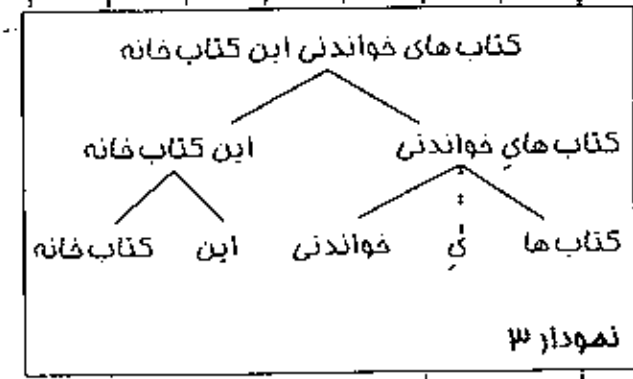 کتاب های خواندنی این کتاب خانه
کتاب هایِ خواندنی این کتاب خانه
کتاب ها یِ خواندنی این کتاب خانه
نمودار ۳